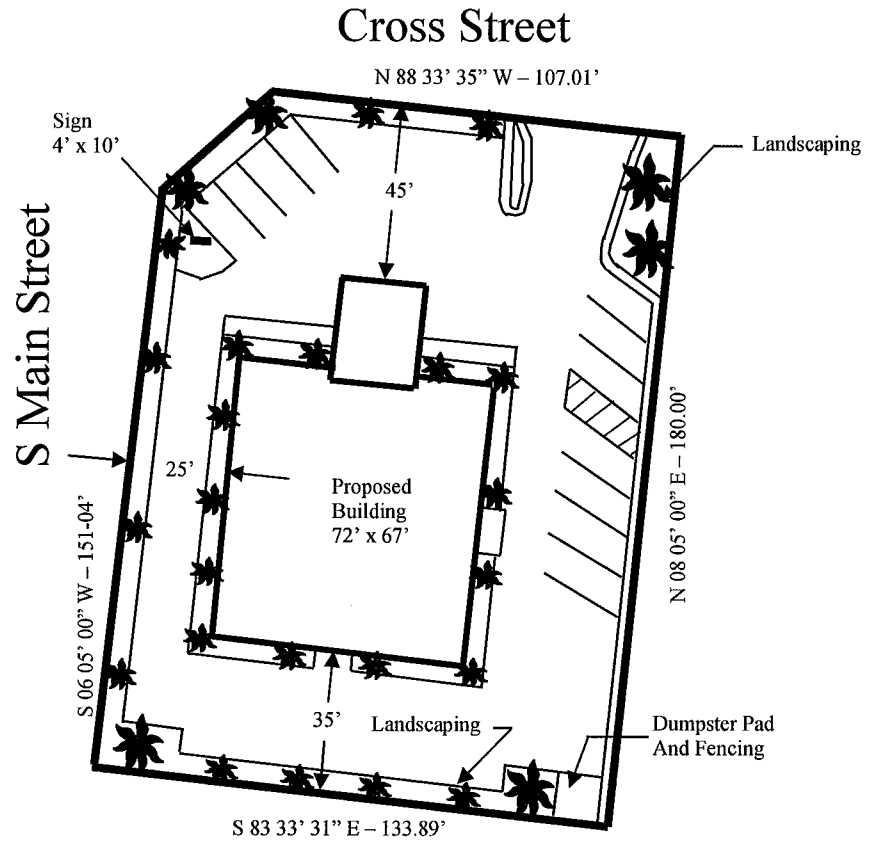 Cross Street
N 88 33’ 35” W – 107.01’
Sign
4’ x 10’
Landscaping
45’
S Main Street
25’
Proposed
Building
72’ x 67’
N 08 05’ 00” E – 180.00’
S 06 05’ 00” W – 151-04’
35’
Landscaping
Dumpster Pad
And Fencing
S 83 33’ 31” E – 133.89’